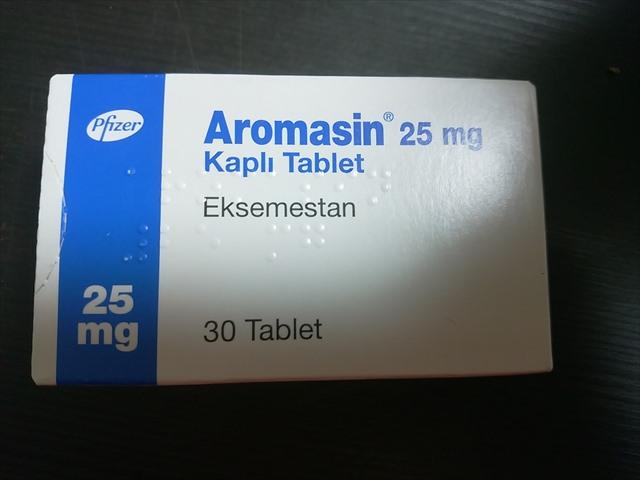 Pfizer
Aromasin® 25 mg
Kaplı Tablet
Eksemestan
25
mg
30 Tablet